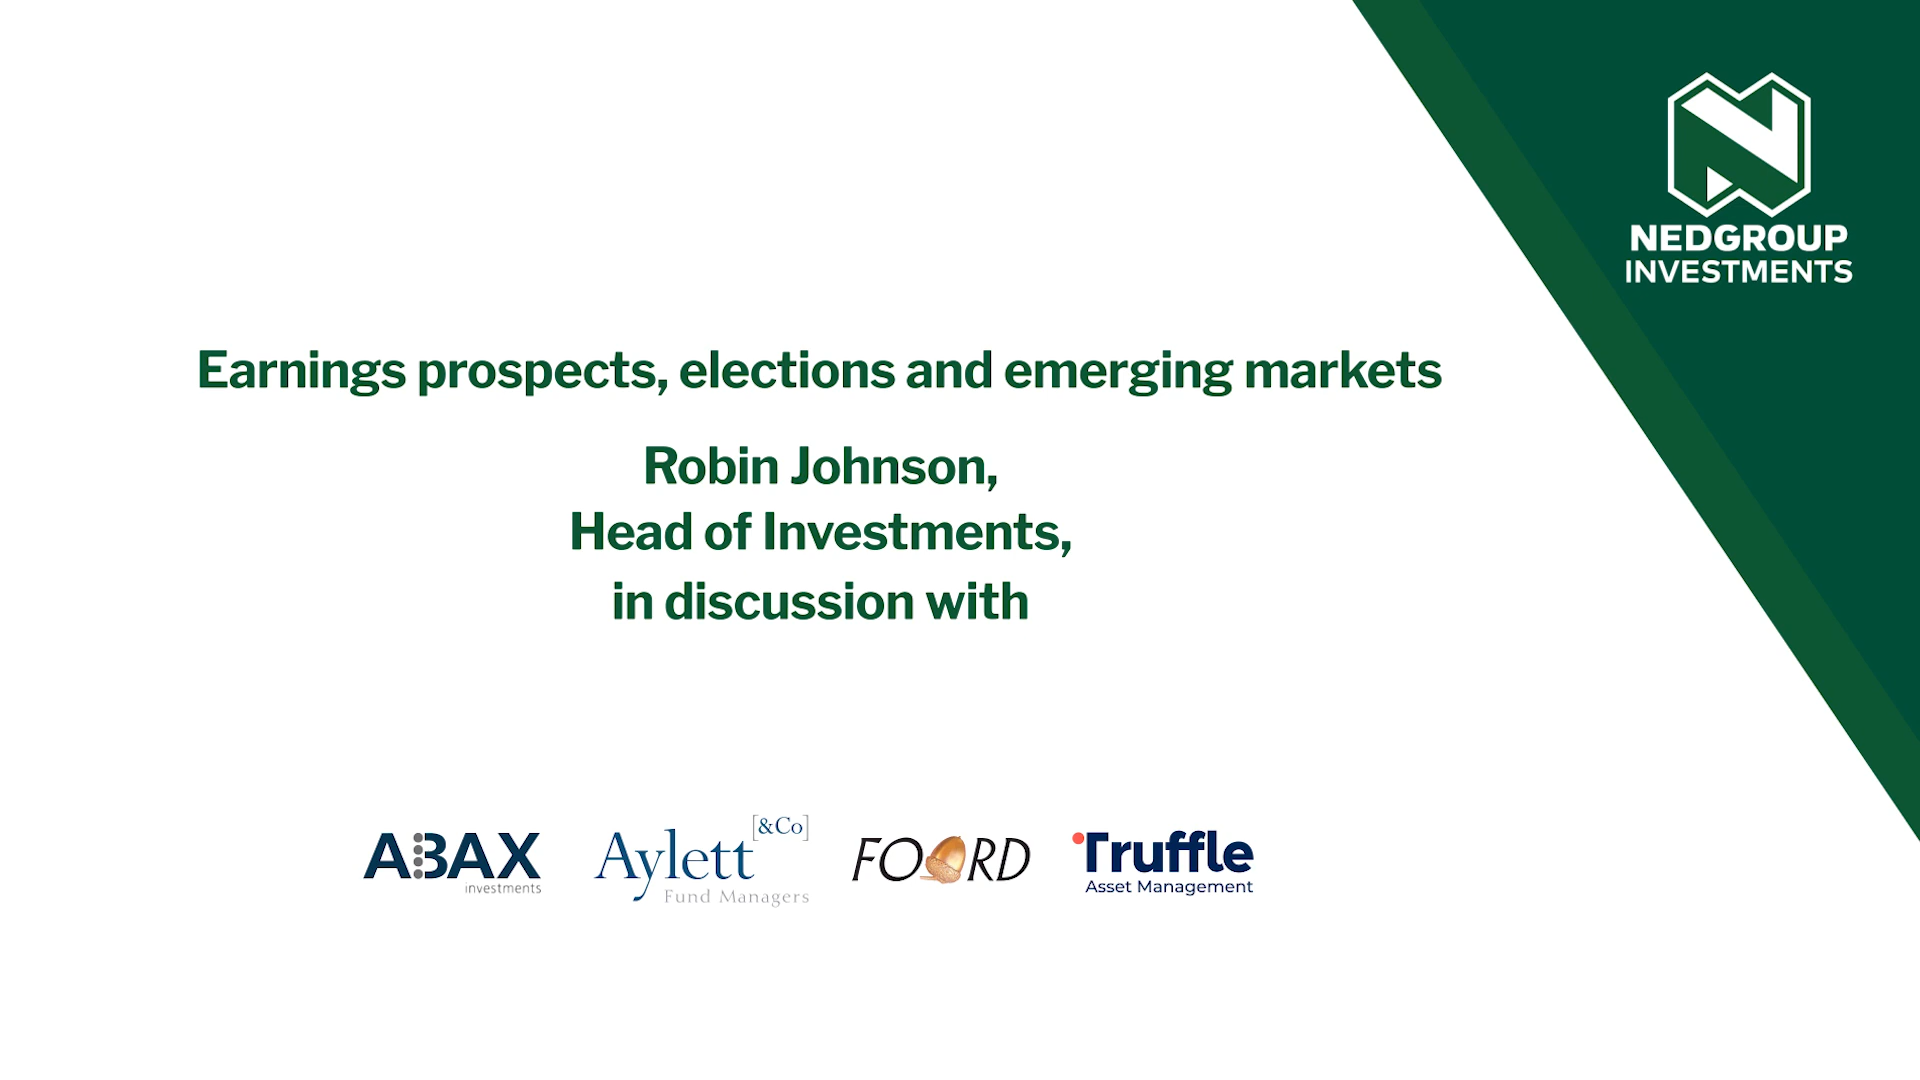 NEDGROUP
INVESTMENTS
Earnings prospects, elections and emerging markets
Robin Johnson,
Head of Investments,
in discussion with
ABAX
investments
Aylett [&Co]
Fund Managers
FOORD
Truffle
Asset Management